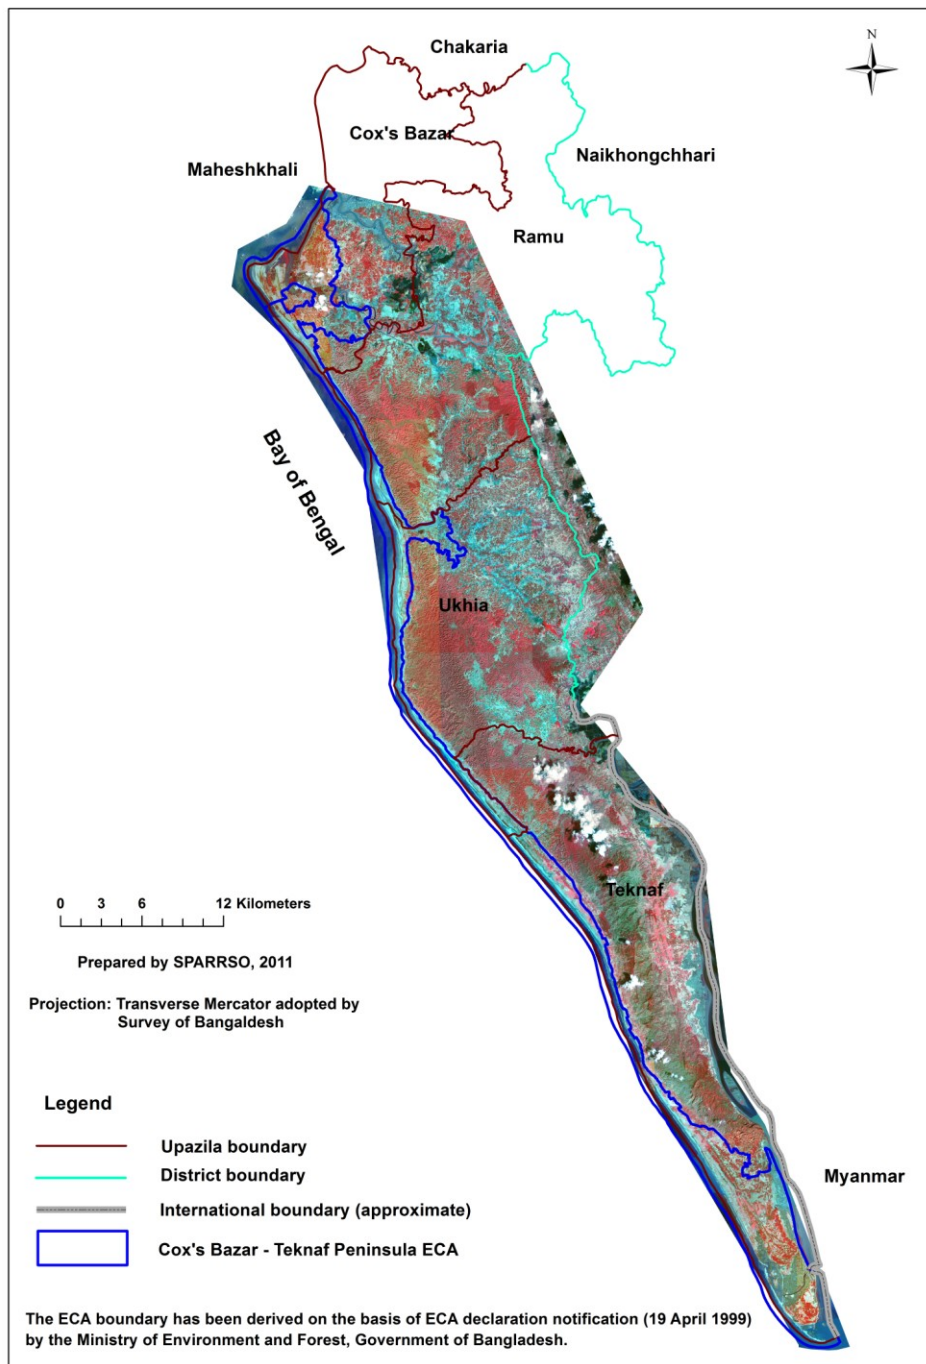 N
Chakaria
Cox's Bazar
Naikhongchhari
Maheshkhali
Ramu
Bay of Bengal
Ukhia
Teknaf
0 3 6 12 Kilometers
Prepared by SPARRSO, 2011
Projection: Transverse Mercator adopted by
Survey of Bangaldesh
Legend
Upazila boundary
District boundary
Myanmar
International boundary (approximate)
Cox's Bazar - Teknaf Peninsula ECA
The ECA boundary has been derived on the basis of ECA declaration notification (19 April 1999)
by the Ministry of Environment and Forest, Government of Bangladesh.